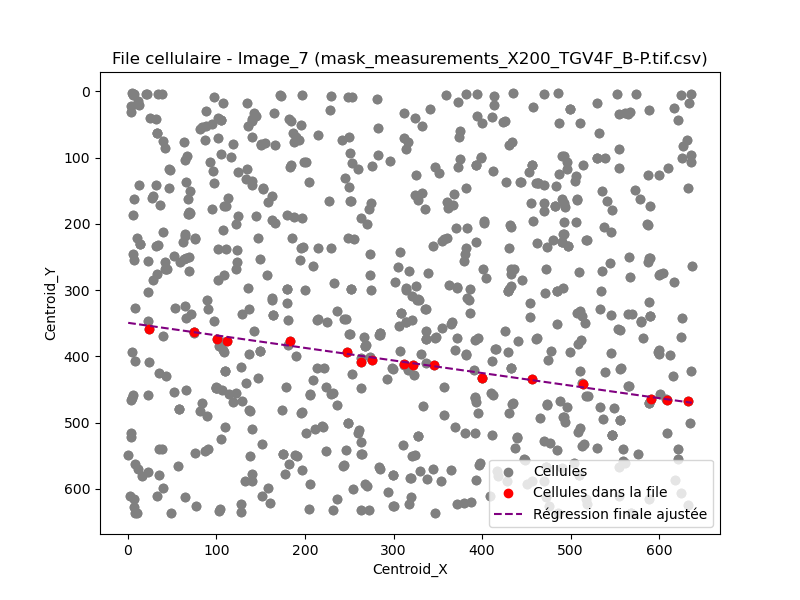 File cellulaire - Image_7 (mask_measurements_X200_TGV4F_B-P.tif.csv)
0
100
200
300
400
500
600
Centroid_Y
Cellules
Cellules dans la file
Régression finale ajustée
0 100 200 300 400 500 600
Centroid_X